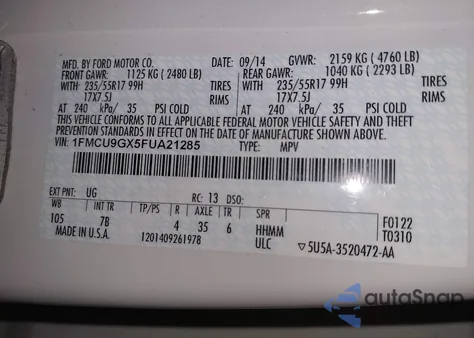 MFD. BY FORD MOTOR CO. 09/14 GVWR: 2159 KG (4760 LB)
FRONT GAWR: 1125 KG (2480 LB) REAR GAWR: 1040 KG (2293 LB)
235/55R17 99H TIRES 235/55R17 99H TIRES
17X7.5J RIMS 17X7.5J RIMS
AT 240 kPa/ 35 PSI COLD AT 240 kPa/ 35 PSI COLD
THIS VEHICLE CONFORMS TO ALL APPLICABLE FEDERAL MOTOR VEHICLE SAFETY AND BUMPER
AND THEFT PREVENTION STANDARDS IN EFFECT ON THE DATE OF MANUFACTURE SHOWN ABOVE.
VIN: 1FMCU9GX5FUA21285 TYPE: MPV
EXT PNT: UG RC: 13 DSO:
WB INT TR TP/PS R AXLE TR SPR F0122
105 7B 4 35 6 HHMM T0310
MADE IN U.S.A. 1201409261978 ULC ▽5U5A-3520472-AA
autoSnap